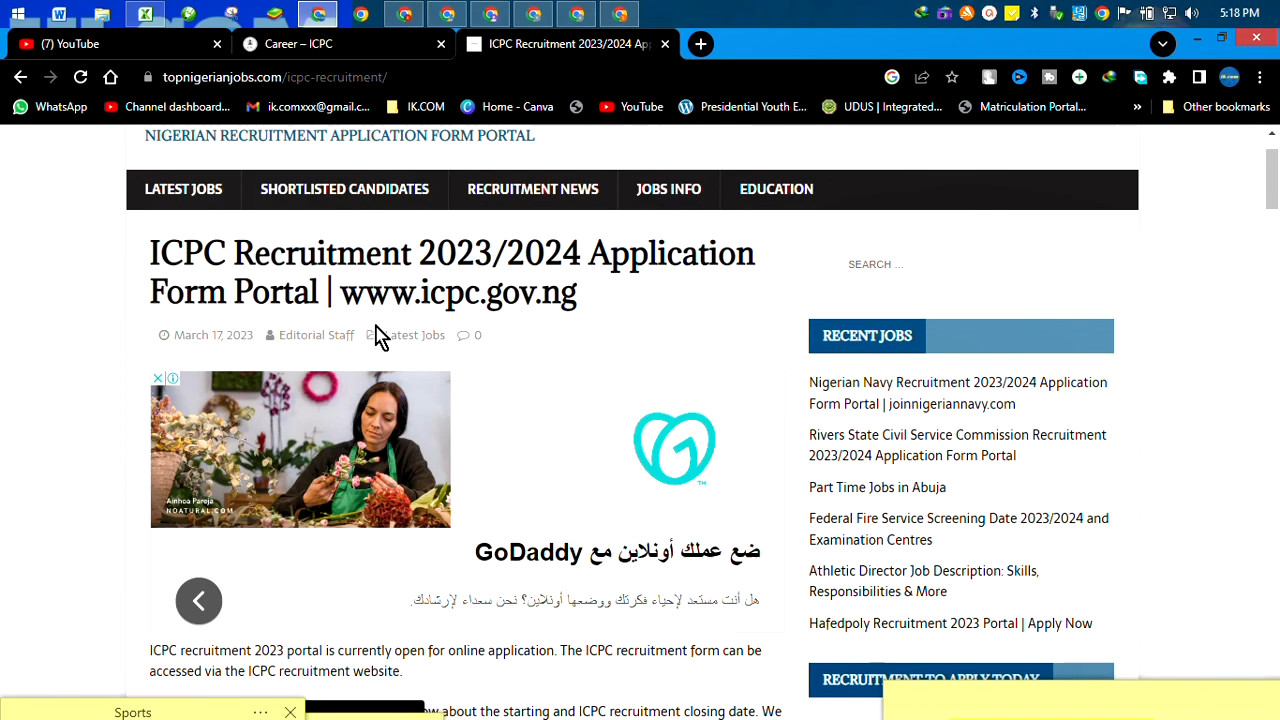 5:18 PM
(7) YouTube
Career – ICPC
ICPC Recruitment 2023/2024 Ap
topnigerianjobs.com/icpc-recruitment/
WhatsApp
Channel dashboard...
ik.comxxx@gmail.c...
IK.COM
Home - Canva
YouTube
Presidential Youth E...
UDUS | Integrated...
Matriculation Portal...
»
Other bookmarks
NIGERIAN RECRUITMENT APPLICATION FORM PORTAL
LATEST JOBS
SHORTLISTED CANDIDATES
RECRUITMENT NEWS
JOBS INFO
EDUCATION
ICPC Recruitment 2023/2024 Application
Form Portal | www.icpc.gov.ng
March 17, 2023
Editorial Staff
Latest Jobs
0
Ainhoa Pareja
NOATURAL.COM
ضع عملك أونلاين مع GoDaddy
هل أنت مستعد لإحياء فكرتك ووضعها أونلاين؟ نحن سعداء لإرشادك.
ICPC recruitment 2023 portal is currently open for online application. The ICPC recruitment form can be
accessed via the ICPC recruitment website.
ow about the starting and ICPC recruitment closing date. We
SEARCH …
RECENT JOBS
Nigerian Navy Recruitment 2023/2024 Application
Form Portal | joinnigeriannavy.com
Rivers State Civil Service Commission Recruitment
2023/2024 Application Form Portal
Part Time Jobs in Abuja
Federal Fire Service Screening Date 2023/2024 and
Examination Centres
Athletic Director Job Description: Skills,
Responsibilities & More
Hafedpoly Recruitment 2023 Portal | Apply Now
RECRUITMENT TO APPLY TODAY
Sports